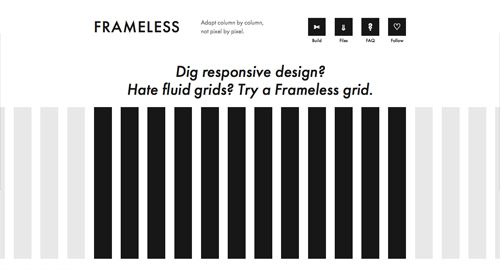 FRAMELESS
Adapt column by column,
not pixel by pixel.
Build
Files
FAQ
Follow
Dig responsive design?
Hate fluid grids? Try a Frameless grid.